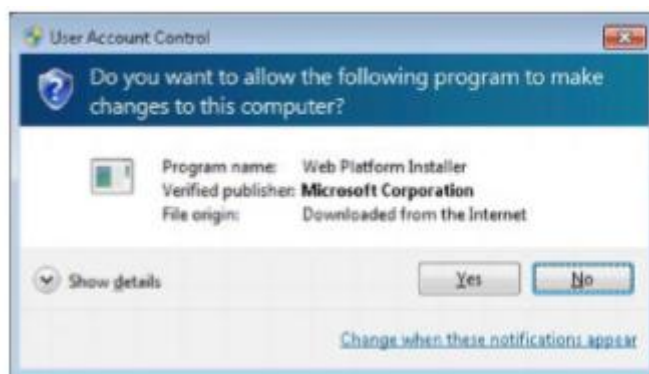 User Account Control
Do you want to allow the following program to make
changes to this computer?
Program name: Web Platform Installer
Verified publisher: Microsoft Corporation
File origin: Downloaded from the Internet
Show details
Yes No
Change when these notifications appear